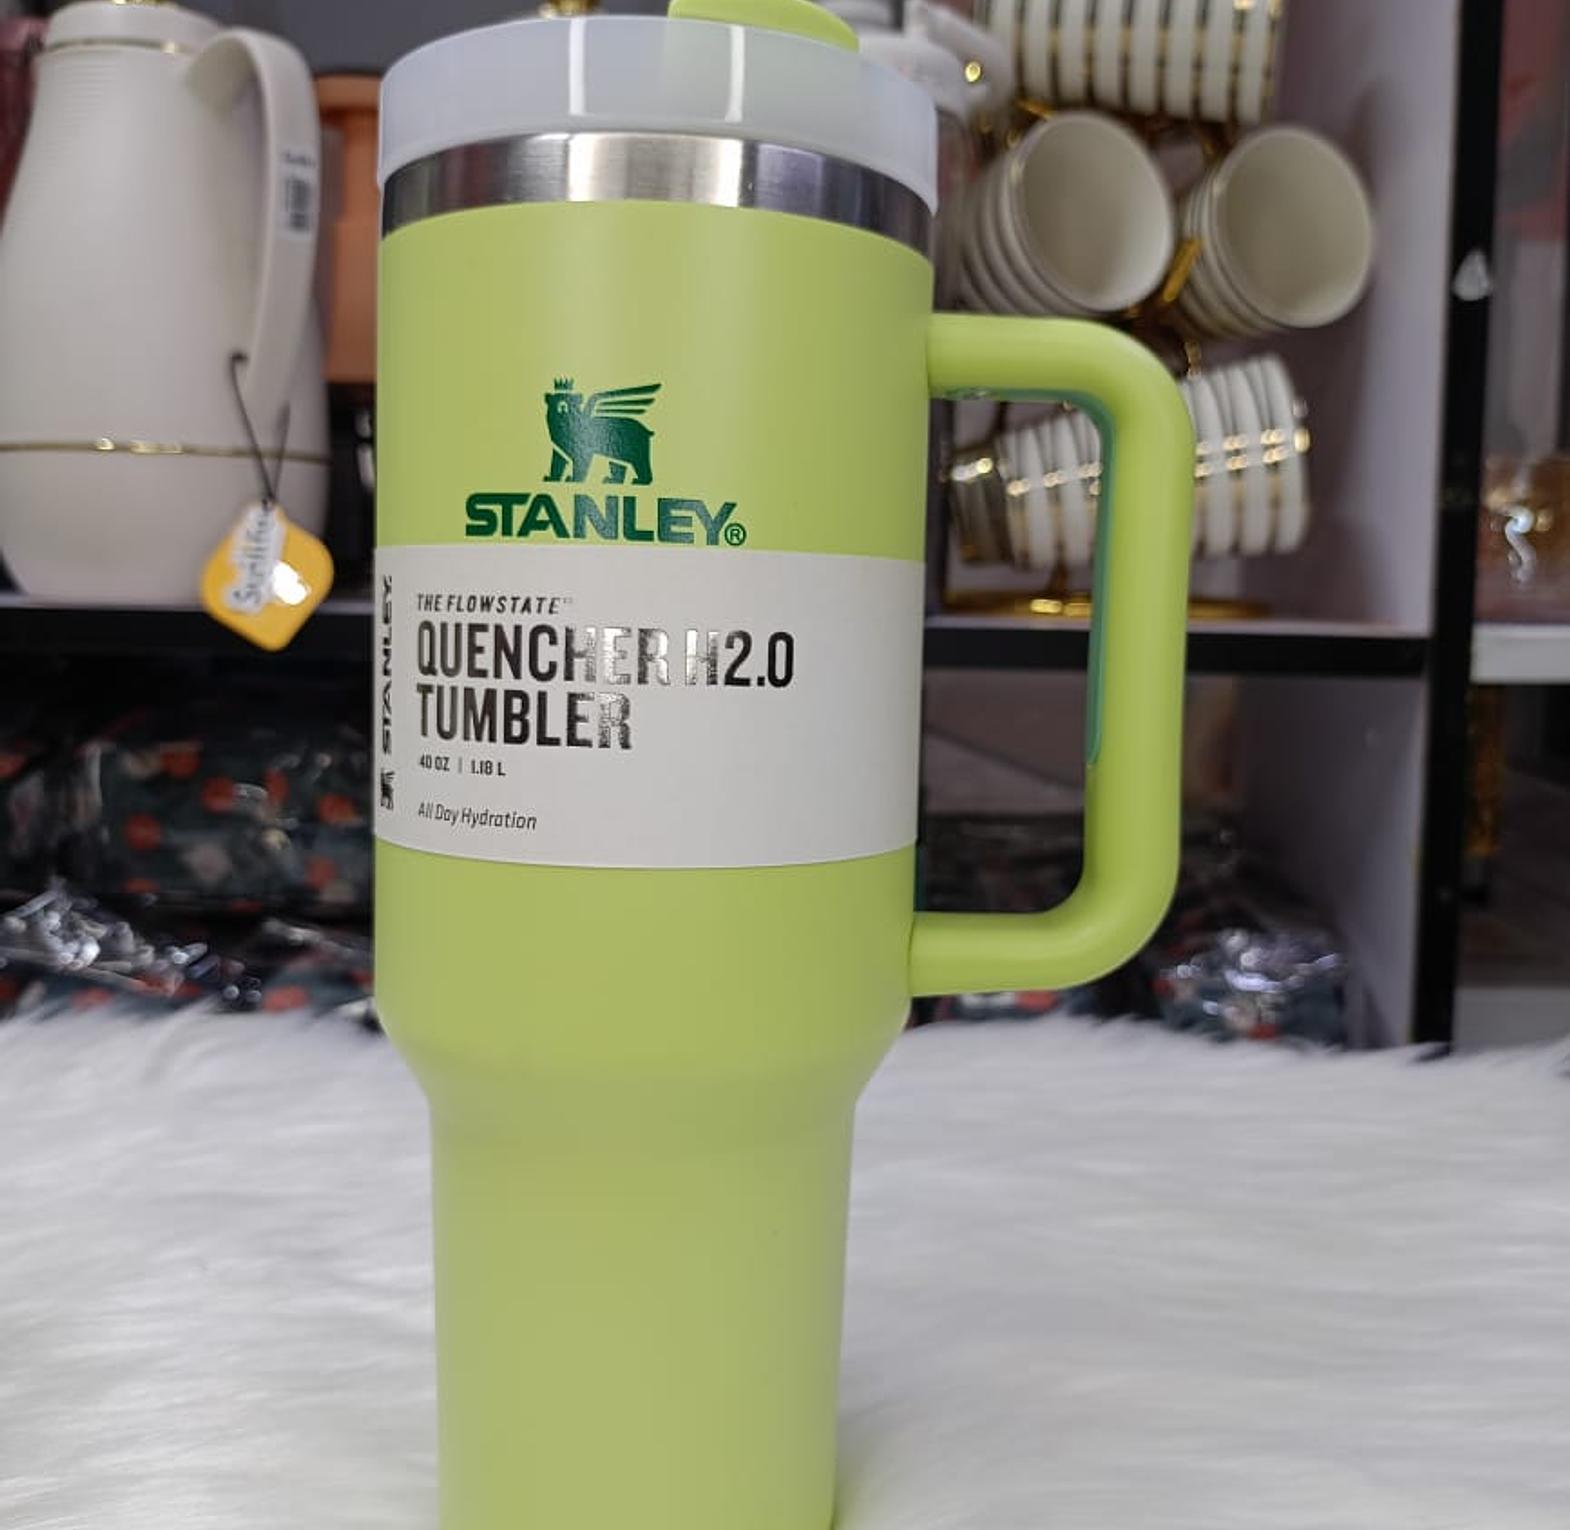 STANLEY®
THE FLOWSTATE™
QUENCHER H2.0
TUMBLER
40 OZ | 1.18 L
All Day Hydration
STANLEY